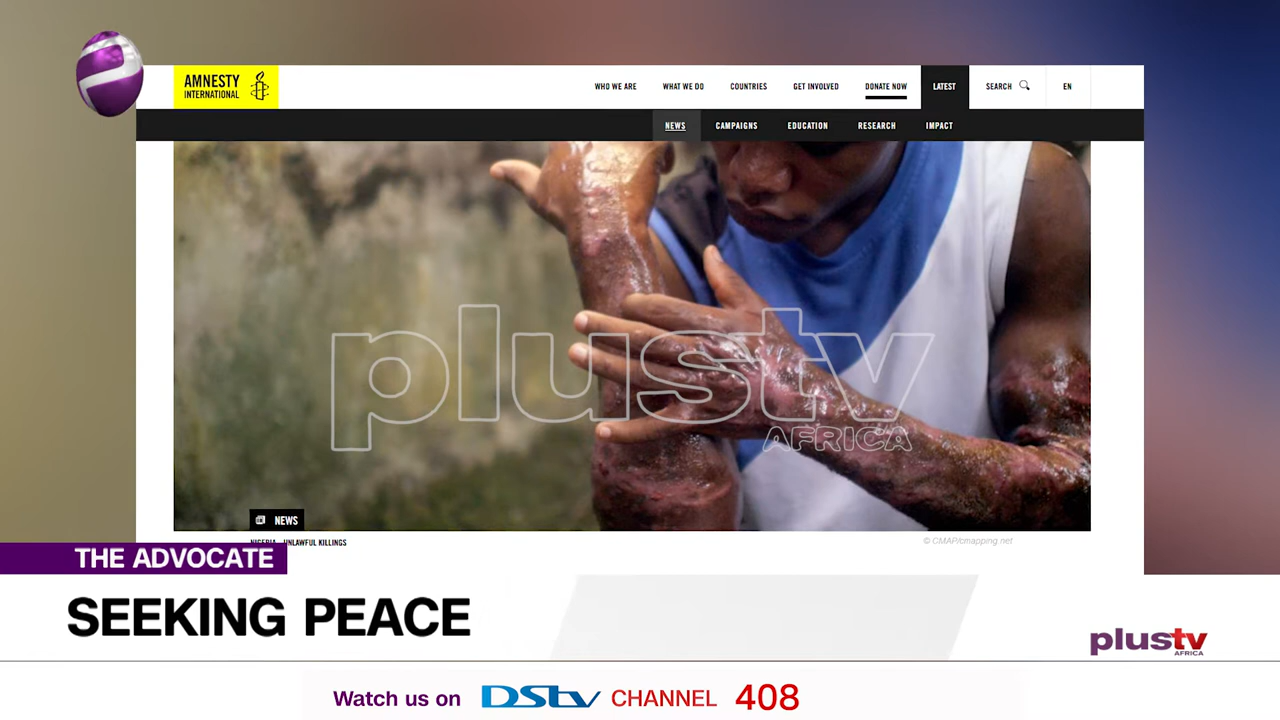 AMNESTY
INTERNATIONAL
WHO WE ARE
WHAT WE DO
COUNTRIES
GET INVOLVED
DONATE NOW
LATEST
SEARCH
EN
NEWS
CAMPAIGNS
EDUCATION
RESEARCH
IMPACT
plustv
AFRICA
NEWS
NIGERIA UNLAWFUL KILLINGS
© CMAP/cmapping.net
THE ADVOCATE
SEEKING PEACE
plustv
AFRICA
Watch us on DStv CHANNEL 408